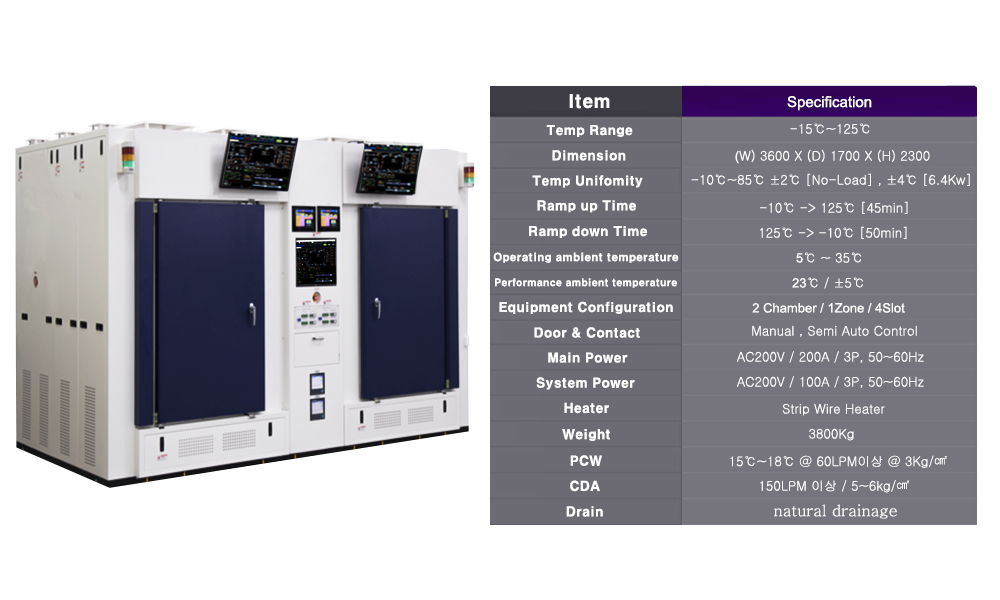 Item Specification
Temp Range -15℃~125℃
Dimension (W) 3600 X (D) 1700 X (H) 2300
Temp Unifomity -10℃~85℃ ±2℃ [No-Load] , ±4℃ [6.4Kw]
Ramp up Time -10℃ -> 125℃ [45min]
Ramp down Time 125℃ -> -10℃ [50min]
Operating ambient temperature 5℃ ~ 35℃
Performance ambient temperature 23℃ / ±5℃
Equipment Configuration 2 Chamber / 1Zone / 4Slot
Door & Contact Manual , Semi Auto Control
Main Power AC200V / 200A / 3P, 50~60Hz
System Power AC200V / 100A / 3P, 50~60Hz
Heater Strip Wire Heater
Weight 3800Kg
PCW 15℃~18℃ @ 60LPM이상 @ 3Kg/㎠
CDA 150LPM 이상 / 5~6kg/㎠
Drain natural drainage